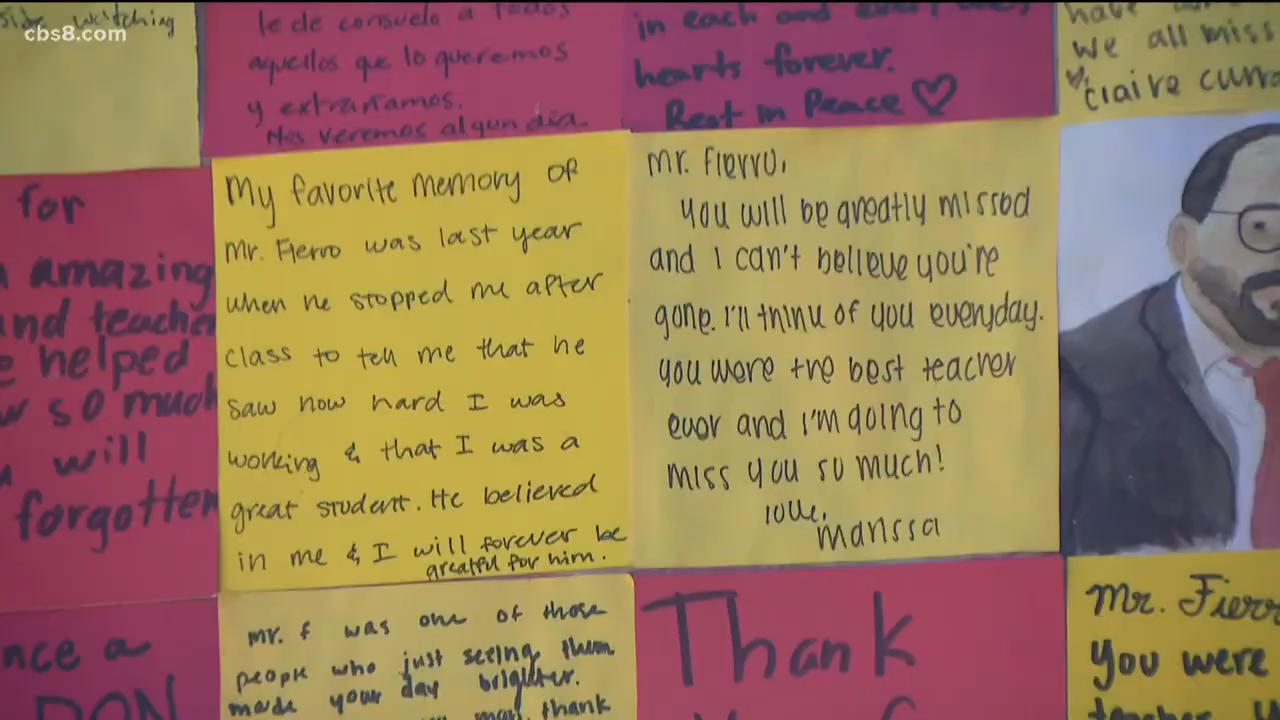 cbs8.com
le de consuelo a todos
aquellos que lo queremos
y extrañamos.
Nos veremos algun dia.
in each and every
hearts forever.
Rest in Peace
have
we all miss
claire
for
amazing
and teacher
helped
so much
will
forgotten
My favorite memory of
Mr. Fierro was last year
when he stopped me after
class to tell me that he
saw how hard I was
working & that I was a
great student. He believed
in me & I will forever be
greatful for him.
Mr. Fierro,
You will be greatly missed
and I can't believe you're
gone. I'll think of you everyday.
you were the best teacher
ever and I'm going to
miss you so much!
love,
marissa
nce a
DON
Mr. F was one of those
people who just seeing them
made your day brighter.
man, thank
Thank
Mr. Fierr
You were